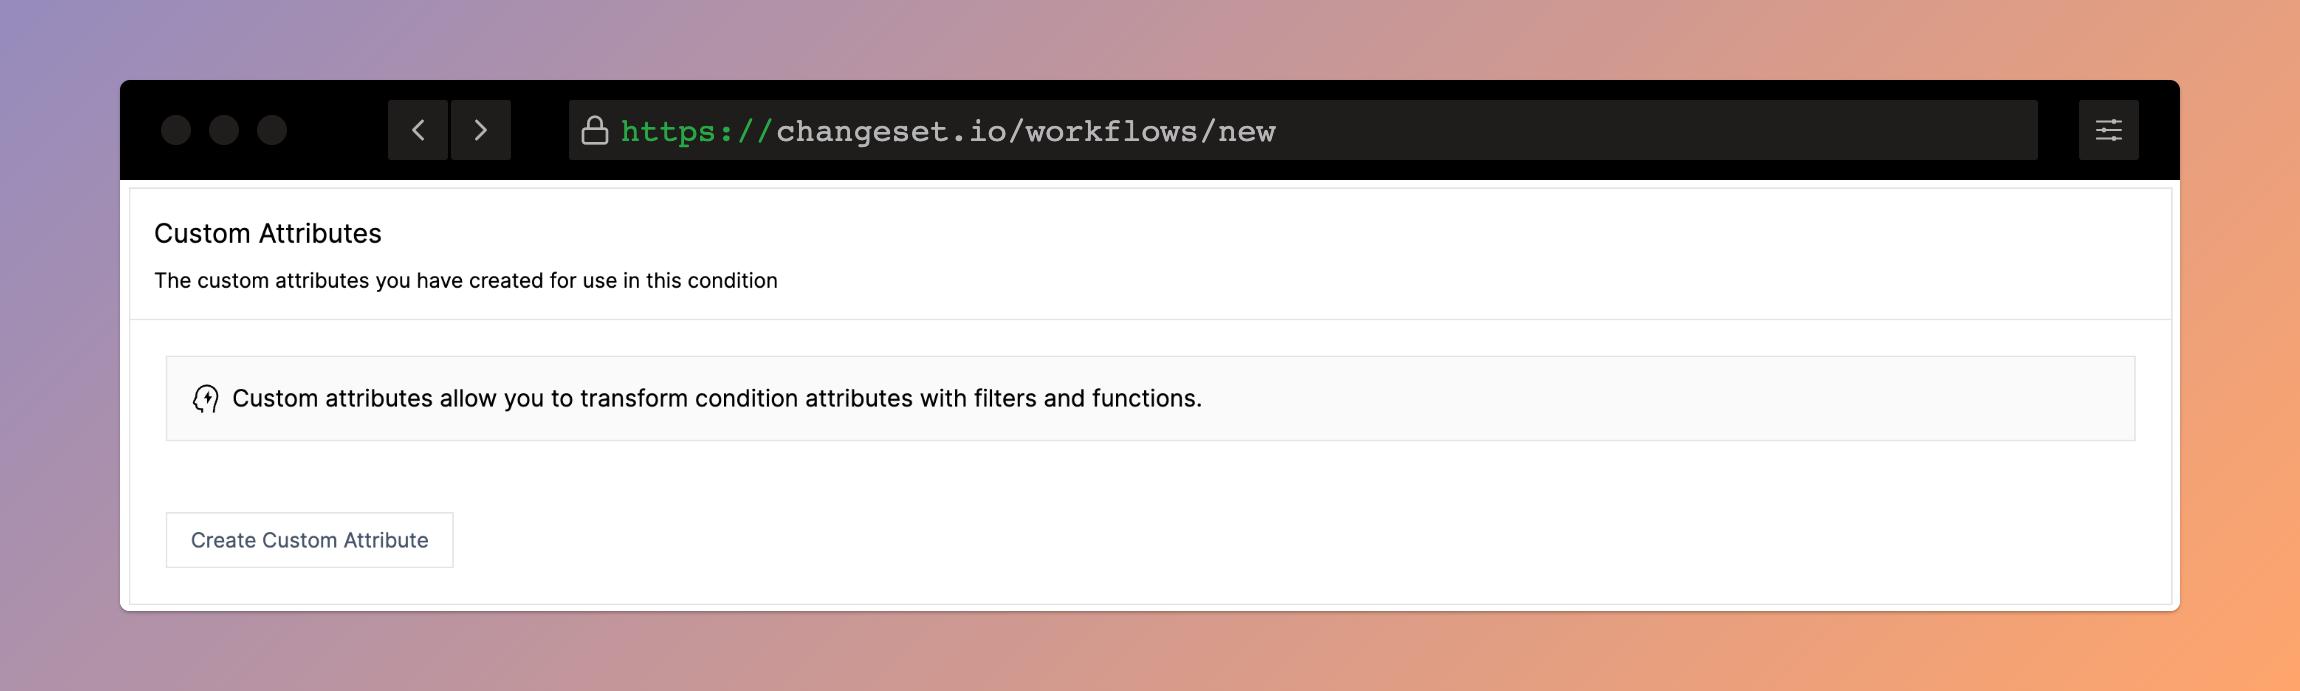 https://changeset.io/workflows/new
Custom Attributes
The custom attributes you have created for use in this condition
Custom attributes allow you to transform condition attributes with filters and functions.
Create Custom Attribute